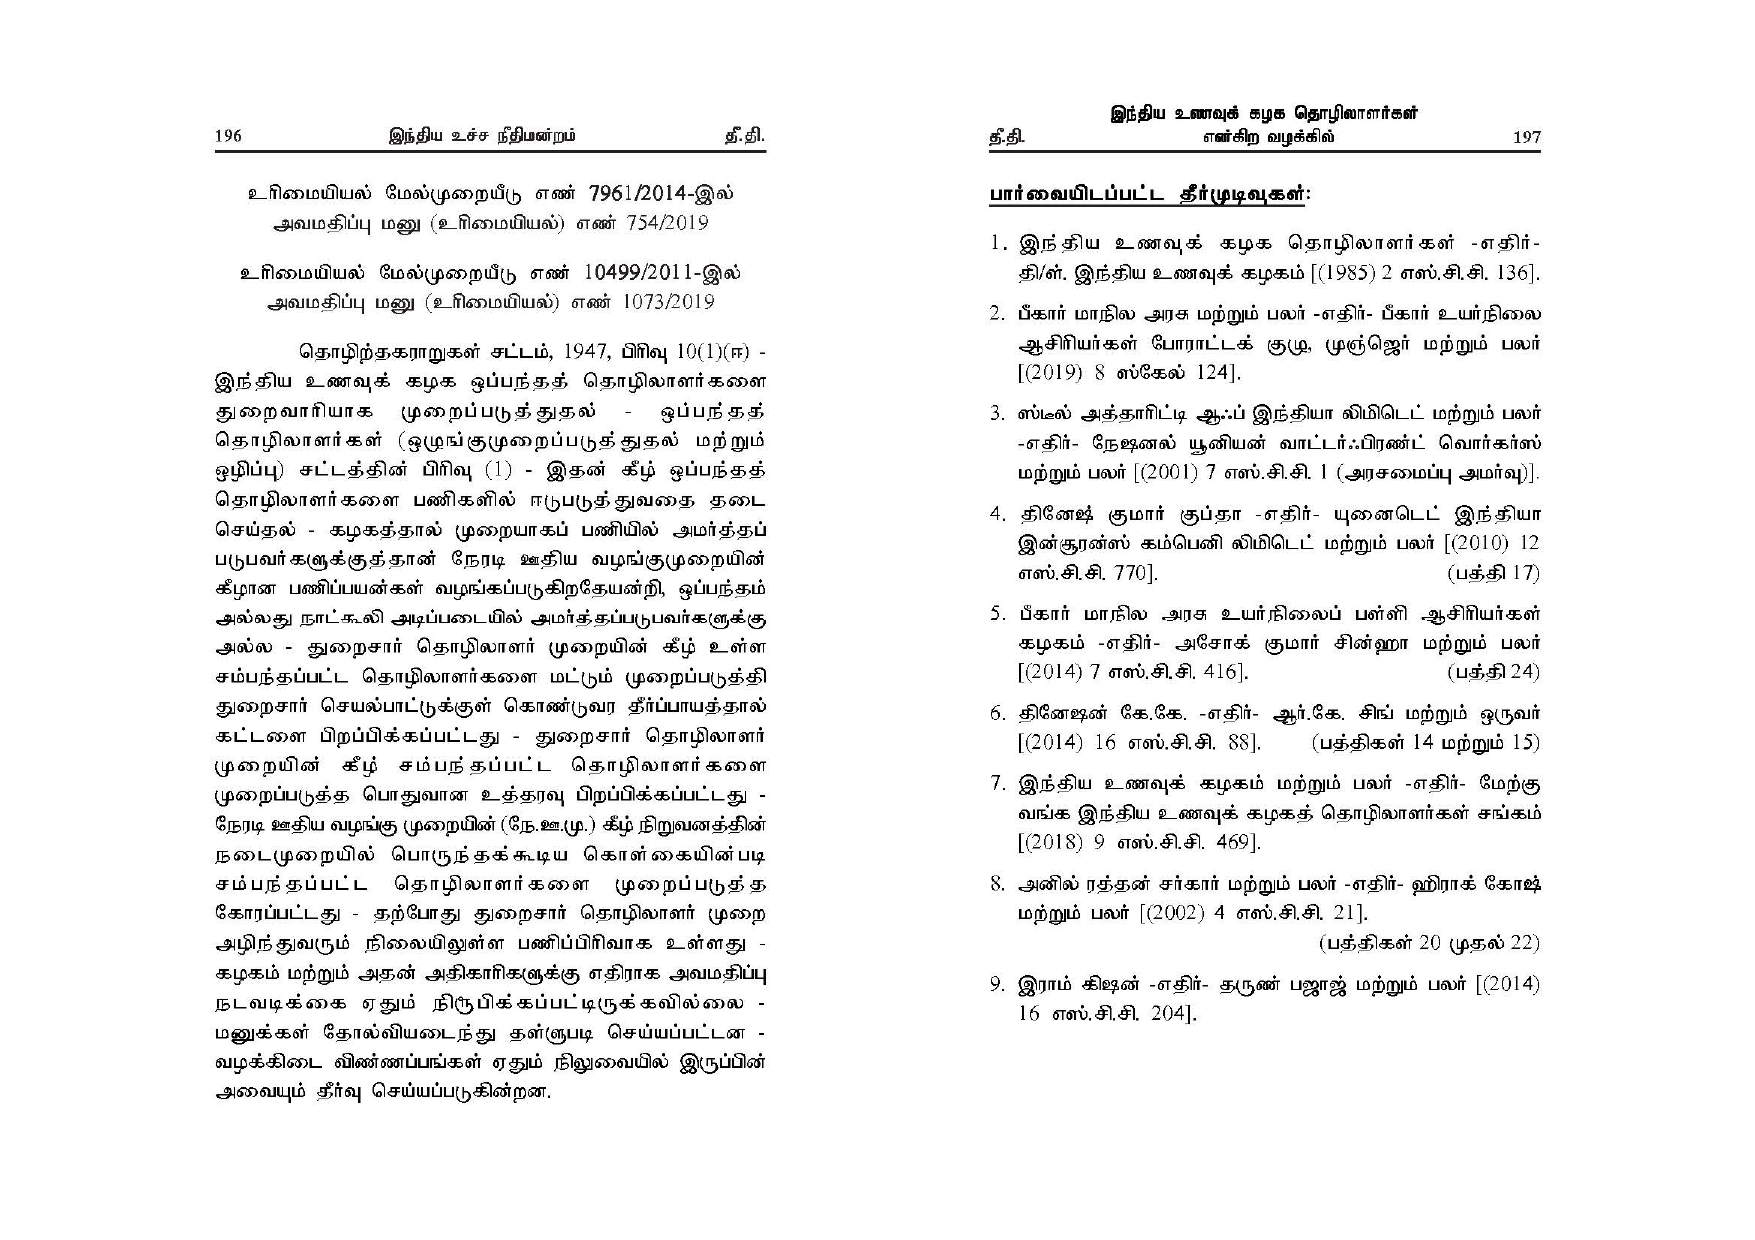 196 இந்திய உச்ச நீதிமன்றம் தீ.தி.
உரிமையியல் மேல்முறையீடு எண் 7961/2014-இல்
அவமதிப்பு மனு (உரிமையியல்) எண் 754/2019
உரிமையியல் மேல்முறையீடு எண் 10499/2011-இல்
அவமதிப்பு மனு (உரிமையியல்) எண் 1073/2019
தொழிற்தகராறுகள் சட்டம், 1947, பிரிவு 10(1)(ஈ) -
இந்திய உணவுக் கழக ஒப்பந்தத் தொழிலாளர்களை
துறைவாரியாக முறைப்படுத்துதல் - ஒப்பந்தத்
தொழிலாளர்கள் (ஒழுங்குமுறைப்படுத்துதல் மற்றும்
ஒழிப்பு) சட்டத்தின் பிரிவு (1) - இதன் கீழ் ஒப்பந்தத்
தொழிலாளர்களை பணிகளில் ஈடுபடுத்துவதை தடை
செய்தல் - கழகத்தால் முறையாகப் பணியில் அமர்த்தப்
படுபவர்களுக்குத்தான் நேரடி ஊதிய வழங்குமுறையின்
கீழான பணிப்பயன்கள் வழங்கப்படுகிறதேயன்றி, ஒப்பந்தம்
அல்லது நாட்கூலி அடிப்படையில் அமர்த்தப்படுபவர்களுக்கு
அல்ல - துறைசார் தொழிலாளர் முறையின் கீழ் உள்ள
சம்பந்தப்பட்ட தொழிலாளர்களை மட்டும் முறைப்படுத்தி
துறைசார் செயல்பாட்டுக்குள் கொண்டுவர தீர்ப்பாயத்தால்
கட்டளை பிறப்பிக்கப்பட்டது - துறைசார் தொழிலாளர்
முறையின் கீழ் சம்பந்தப்பட்ட தொழிலாளர்களை
முறைப்படுத்த பொதுவான உத்தரவு பிறப்பிக்கப்பட்டது -
நேரடி ஊதிய வழங்கு முறையின் (நே.ஊ.மு.) கீழ் நிறுவனத்தின்
நடைமுறையில் பொருந்தக்கூடிய கொள்கையின்படி
சம்பந்தப்பட்ட தொழிலாளர்களை முறைப்படுத்த
கோரப்பட்டது - தற்போது துறைசார் தொழிலாளர் முறை
அழிந்துவரும் நிலையிலுள்ள பணிப்பிரிவாக உள்ளது -
கழகம் மற்றும் அதன் அதிகாரிகளுக்கு எதிராக அவமதிப்பு
நடவடிக்கை ஏதும் நிரூபிக்கப்பட்டிருக்கவில்லை -
மனுக்கள் தோல்வியடைந்து தள்ளுபடி செய்யப்பட்டன -
வழக்கிடை விண்ணப்பங்கள் ஏதும் நிலுவையில் இருப்பின்
அவையும் தீர்வு செய்யப்படுகின்றன.
இந்திய உணவுக் கழக தொழிலாளர்கள்
தீ.தி. என்கிற வழக்கில் 197
பார்வையிடப்பட்ட தீர்முடிவுகள்:
1. இந்திய உணவுக் கழக தொழிலாளர்கள் -எதிர்-
தி/ள். இந்திய உணவுக் கழகம் [(1985) 2 எஸ்.சி.சி. 136].
2. பீகார் மாநில அரசு மற்றும் பலர் -எதிர்- பீகார் உயர்நிலை
ஆசிரியர்கள் போராட்டக் குழு, முஞ்ஜெர் மற்றும் பலர்
[(2019) 8 ஸ்கேல் 124].
3. ஸ்டீல் அத்தாரிட்டி ஆஃப் இந்தியா லிமிடெட் மற்றும் பலர்
-எதிர்- நேஷனல் யூனியன் வாட்டர்ஃபிரண்ட் வொர்கர்ஸ்
மற்றும் பலர் [(2001) 7 எஸ்.சி.சி. 1 (அரசமைப்பு அமர்வு)].
4. தினேஷ் குமார் குப்தா -எதிர்- யுனைடெட் இந்தியா
இன்சூரன்ஸ் கம்பெனி லிமிடெட் மற்றும் பலர் [(2010) 12
எஸ்.சி.சி. 770]. (பத்தி 17)
5. பீகார் மாநில அரசு உயர்நிலைப் பள்ளி ஆசிரியர்கள்
கழகம் -எதிர்- அசோக் குமார் சின்ஹா மற்றும் பலர்
[(2014) 7 எஸ்.சி.சி. 416]. (பத்தி 24)
6. தினேஷன் கே.கே. -எதிர்- ஆர்.கே. சிங் மற்றும் ஒருவர்
[(2014) 16 எஸ்.சி.சி. 88]. (பத்திகள் 14 மற்றும் 15)
7. இந்திய உணவுக் கழகம் மற்றும் பலர் -எதிர்- மேற்கு
வங்க இந்திய உணவுக் கழகத் தொழிலாளர்கள் சங்கம்
[(2018) 9 எஸ்.சி.சி. 469].
8. அனில் ரத்தன் சர்கார் மற்றும் பலர் -எதிர்- ஹிராக் கோஷ்
மற்றும் பலர் [(2002) 4 எஸ்.சி.சி. 21].
(பத்திகள் 20 முதல் 22)
9. இராம் கிஷன் -எதிர்- தருண் பஜாஜ் மற்றும் பலர் [(2014)
16 எஸ்.சி.சி. 204].